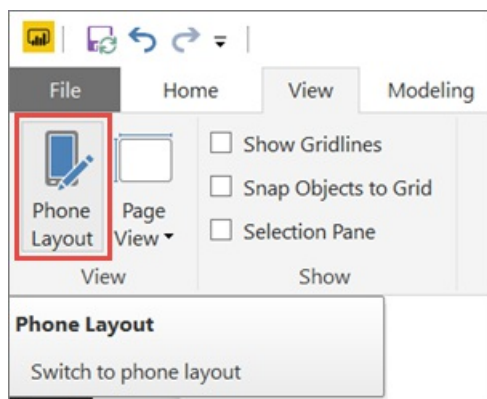 File Home View Modeling
Show Gridlines
Snap Objects to Grid
Selection Pane
Phone Layout
Page View
View Show
Phone Layout
Switch to phone layout